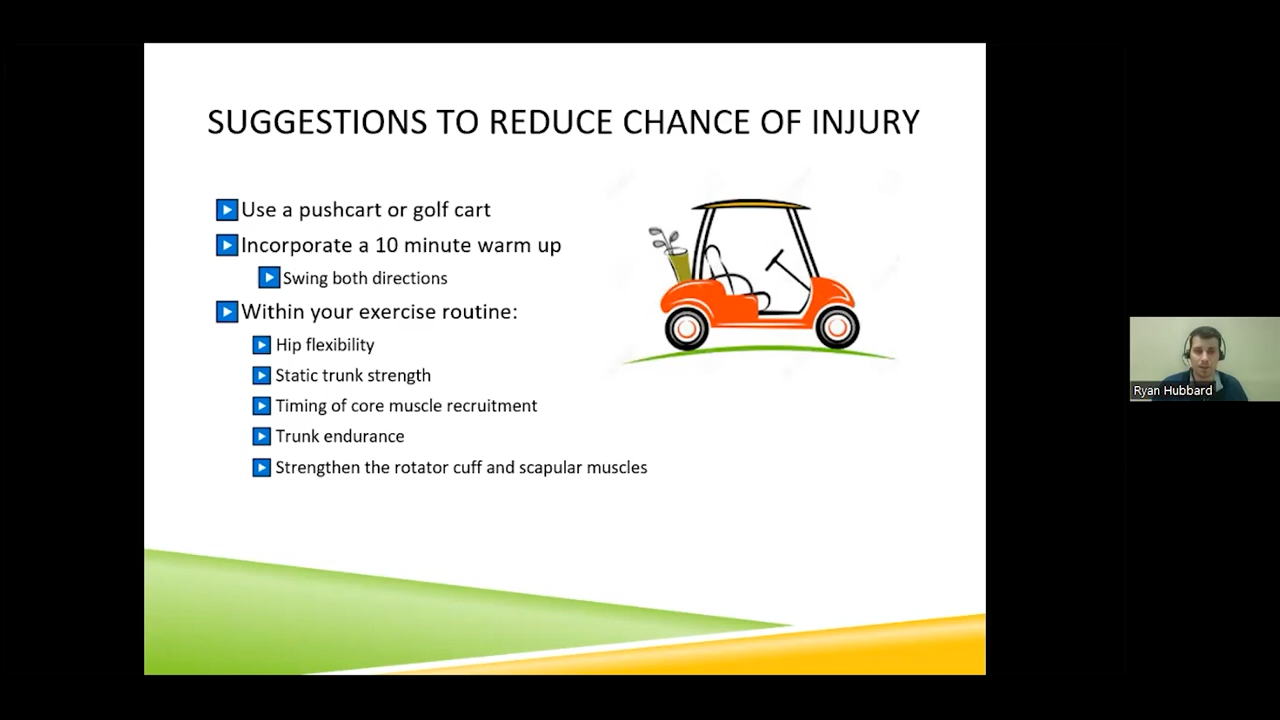 SUGGESTIONS TO REDUCE CHANCE OF INJURY
Use a pushcart or golf cart
Incorporate a 10 minute warm up
Swing both directions
Within your exercise routine:
Hip flexibility
Static trunk strength
Timing of core muscle recruitment
Trunk endurance
Strengthen the rotator cuff and scapular muscles
Ryan Hubbard